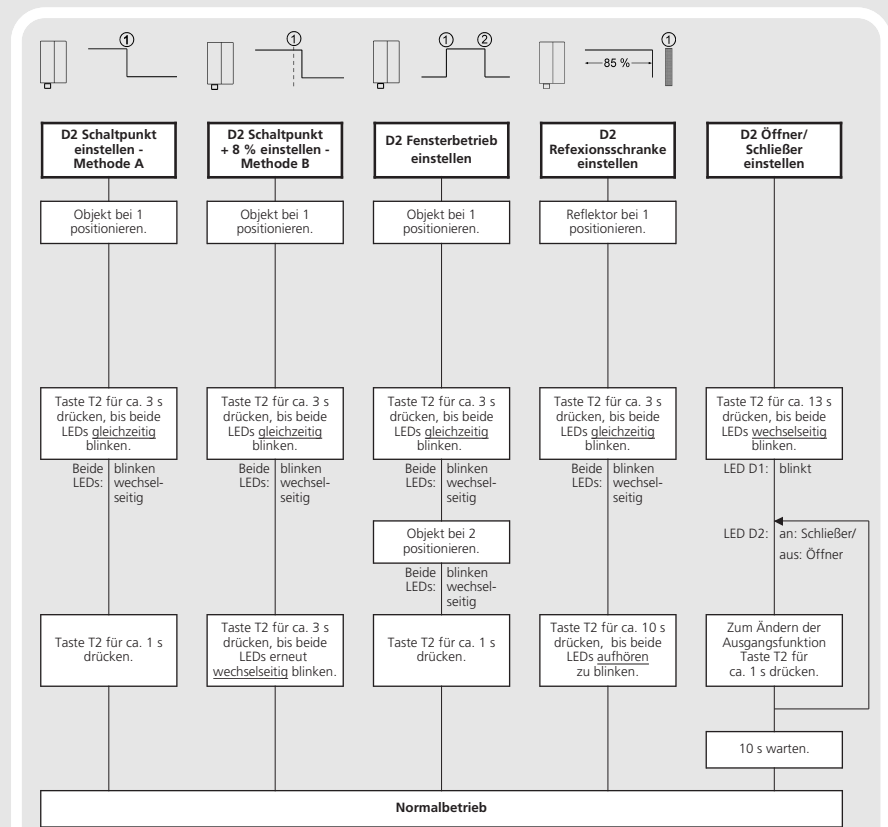 1
1
1 2
85 %
1
D2 Schaltpunkt
einstellen -
Methode A
D2 Schaltpunkt
+ 8 % einstellen -
Methode B
D2 Fensterbetrieb
einstellen
D2
Refexionsschranke
einstellen
D2 Öffner/
Schließer
einstellen
Objekt bei 1
positionieren.
Objekt bei 1
positionieren.
Objekt bei 1
positionieren.
Reflektor bei 1
positionieren.
Taste T2 für ca. 3 s
drücken, bis beide
LEDs gleichzeitig
blinken.
Taste T2 für ca. 3 s
drücken, bis beide
LEDs gleichzeitig
blinken.
Taste T2 für ca. 3 s
drücken, bis beide
LEDs gleichzeitig
blinken.
Taste T2 für ca. 3 s
drücken, bis beide
LEDs gleichzeitig
blinken.
Taste T2 für ca. 13 s
drücken, bis beide
LEDs wechselseitig
blinken.
Beide blinken
LEDs: wechsel-
seitig
Beide blinken
LEDs: wechsel-
seitig
Beide blinken
LEDs: wechsel-
seitig
Beide blinken
LEDs: wechsel-
seitig
LED D1: blinkt
Objekt bei 2
positionieren.
LED D2: an: Schließer/
aus: Öffner
Beide blinken
LEDs: wechsel-
seitig
Taste T2 für ca. 1 s
drücken.
Taste T2 für ca. 3 s
drücken, bis beide
LEDs erneut
wechselseitig blinken.
Taste T2 für ca. 1 s
drücken.
Taste T2 für ca. 10 s
drücken, bis beide
LEDs aufhören
zu blinken.
Zum Ändern der
Ausgangsfunktion
Taste T2 für
ca. 1 s drücken.
10 s warten.
Normalbetrieb